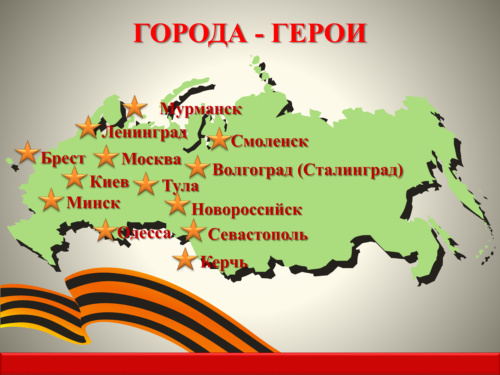 ГОРОДА - ГЕРОИ
Мурманск
Ленинград
Смоленск
Брест
Москва
Волгоград (Сталинград)
Киев
Тула
Минск
Новороссийск
Одесса
Севастополь
Керчь